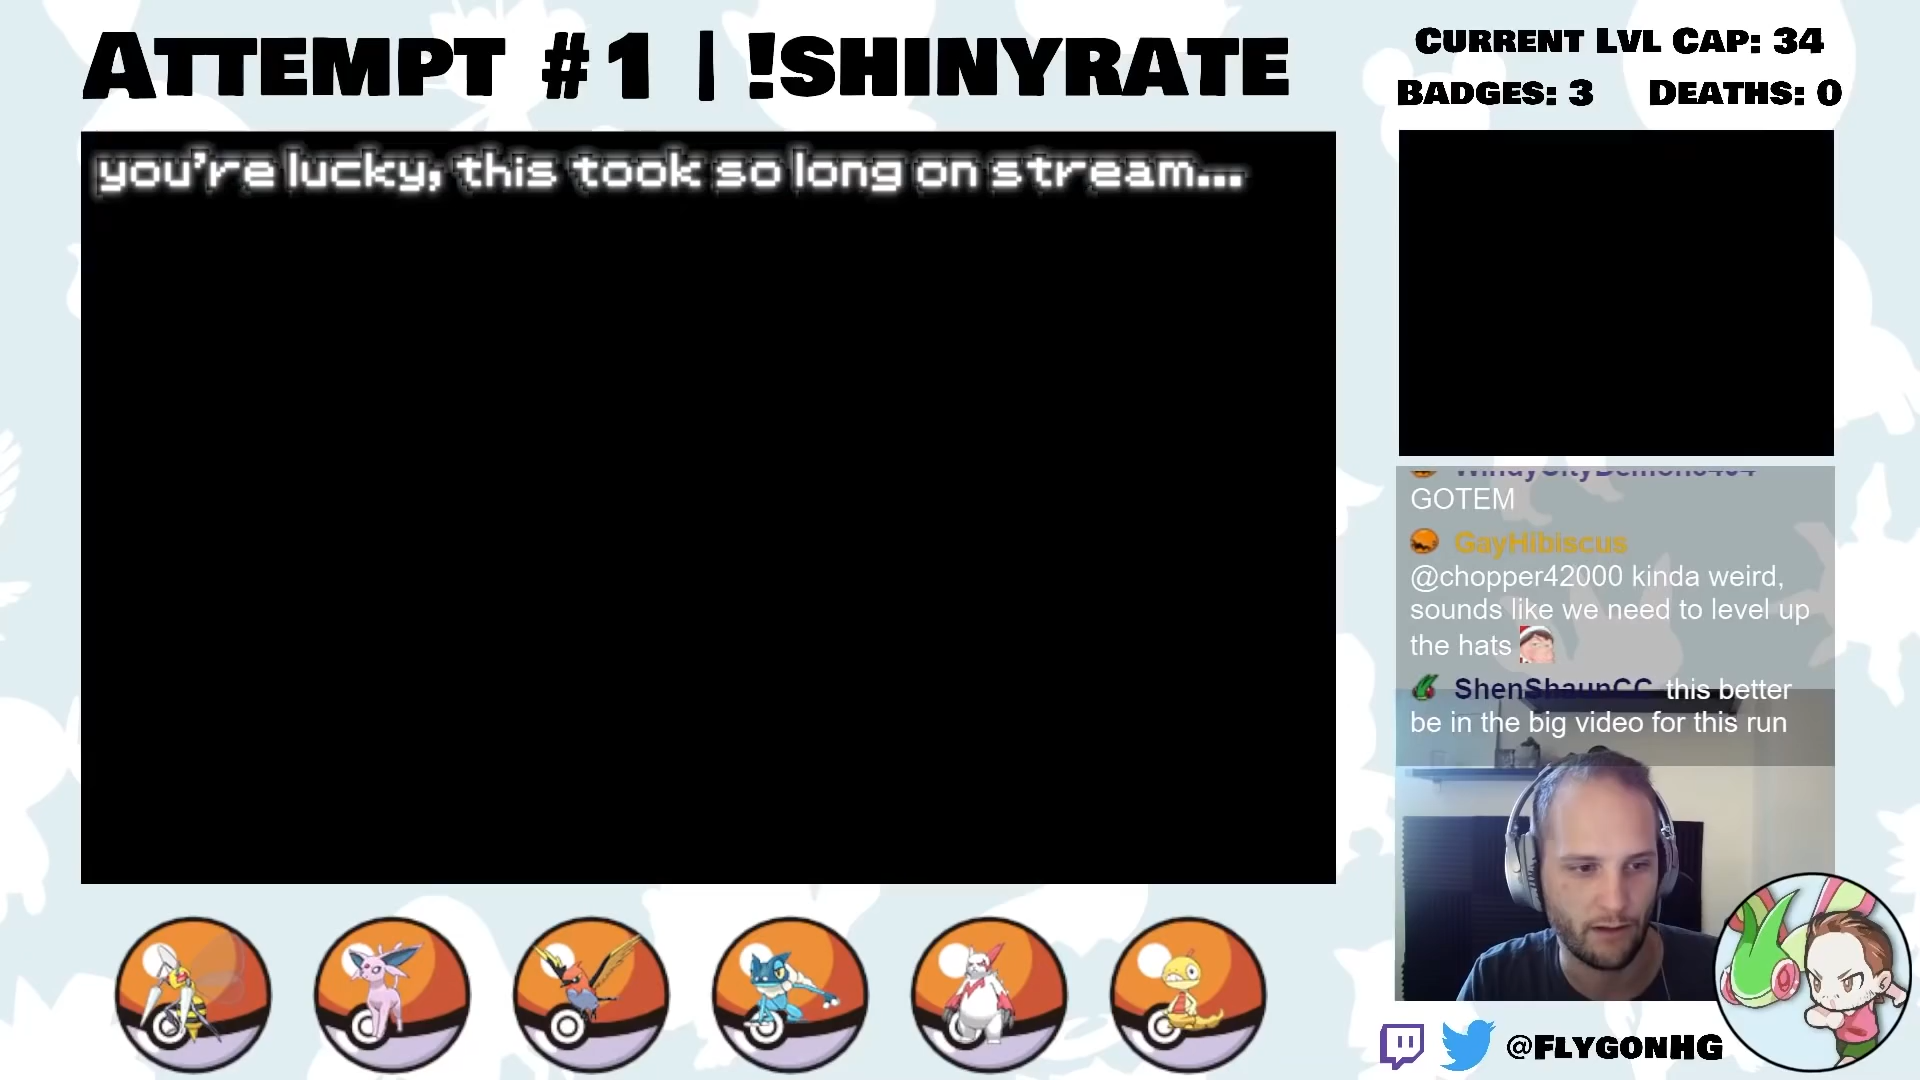 ATTEMPT #1 | !SHINYRATE
CURRENT LVL CAP: 34
BADGES: 3 DEATHS: 0
you're lucky, this took so long on stream...
GOTEM
GayHibiscus
@chopper42000 kinda weird,
sounds like we need to level up
the hats
ShenShaunCC this better
be in the big video for this run
@FLYGONHG